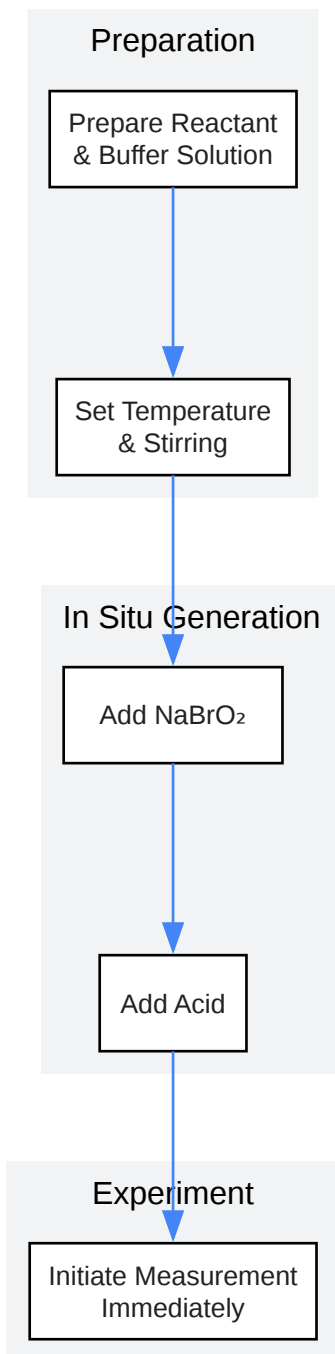 Preparation
Prepare Reactant
& Buffer Solution
Set Temperature
& Stirring
In Situ Generation
Add NaBrO₂
Add Acid
Experiment
Initiate Measurement
Immediately